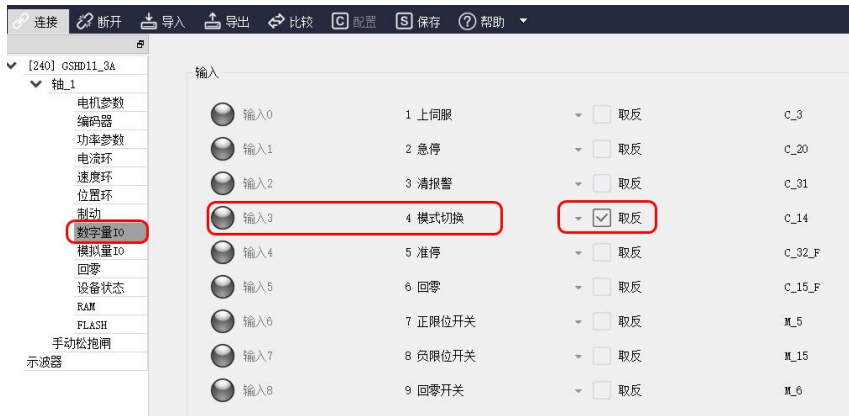 连接 断开 导入 导出 比较 C 配置 S 保存 ? 帮助
[240] GSHD11_3A
轴_1
电机参数
编码器
功率参数
电流环
速度环
位置环
制动
数字量IO
模拟量IO
回零
设备状态
RAM
FLASH
手动松抱闸
示波器
输入
输入0 1 上伺服 取反 C_3
输入1 2 急停 取反 C_20
输入2 3 清报警 取反 C_31
输入3 4 模式切换 取反 C_14
输入4 5 准停 取反 C_32_F
输入5 6 回零 取反 C_15_F
输入6 7 正限位开关 取反 M_5
输入7 8 负限位开关 取反 M_15
输入8 9 回零开关 取反 M_6